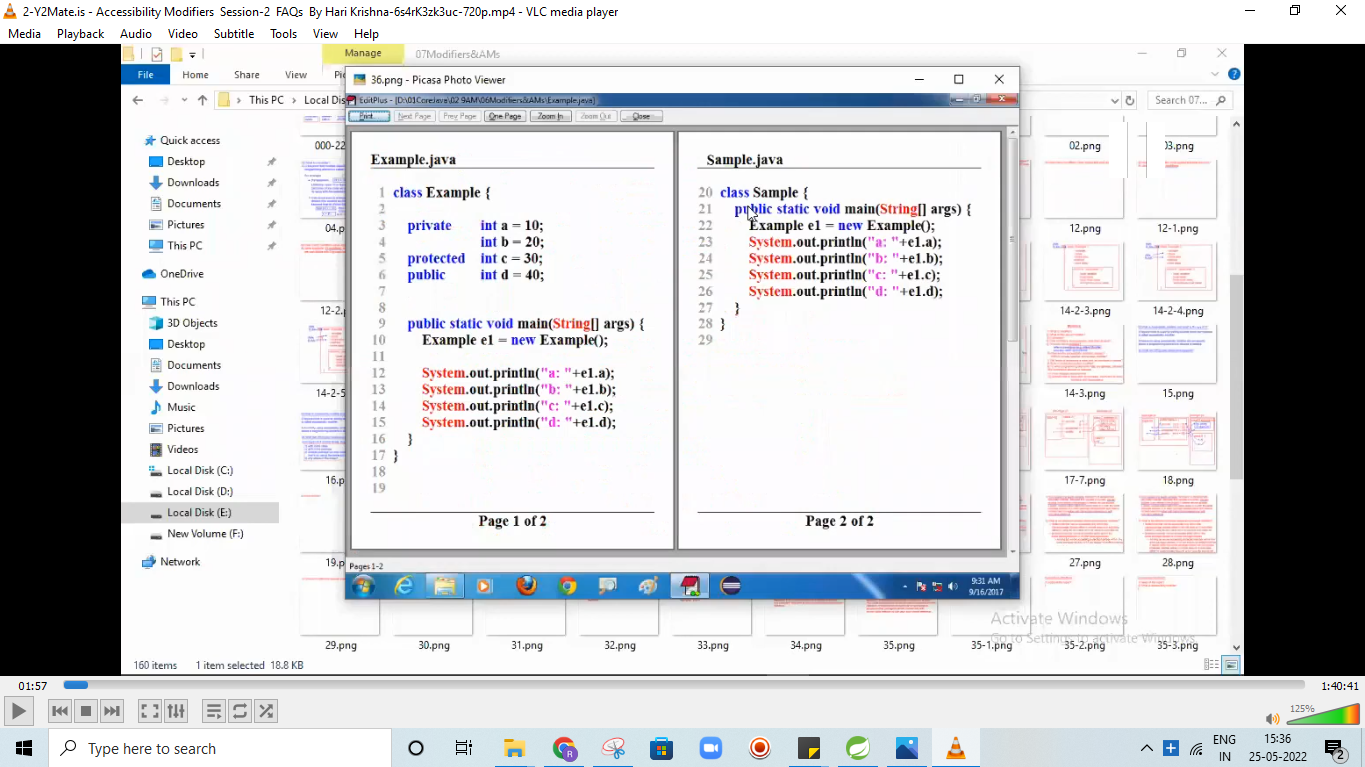 2-Y2Mate.is - Accessibility Modifiers Session-2 FAQs By Hari Krishna-6s4rK3zk3uc-720p.mp4 - VLC media player
Media Playback Audio Video Subtitle Tools View Help
Manage 07Modifiers&AMs
File Home Share View
36.png - Picasa Photo Viewer
This PC
Search 07...
EditPlus - [D:\01CoreJava\02 9AM\06Modifiers&AMs\Example.java]
Print Next Page Prev Page One Page Zoom In Zoom Out Close
Quick access
Desktop
Downloads
Documents
Pictures
This PC
OneDrive
This PC
3D Objects
Desktop
Documents
Downloads
Music
Pictures
Videos
Local Disk (C:)
Local Disk (D:)
Local Disk (E:)
New Volume (F:)
Network
000-22
04.p
12-2.
14-2-5
16.p
19.p
Example.java
1 class Example {
2
3 private int a = 10;
4 int b = 20;
5 protected int c = 30;
6 public int d = 40;
7
8
9 public static void main(String[] args) {
10 Example e1 = new Example();
11
12 System.out.println("a: "+e1.a);
13 System.out.println("b: "+e1.b);
14 System.out.println("c: "+e1.c);
15 System.out.println("d: "+e1.d);
16 }
17 }
18
19
Page 1 of 2
Sample.java
20 class Sample {
21 public static void main(String[] args) {
22 Example e1 = new Example();
23 System.out.println("a: "+e1.a);
24 System.out.println("b: "+e1.b);
25 System.out.println("c: "+e1.c);
26 System.out.println("d: "+e1.d);
27 }
28 }
29
Page 2 of 2
Pages 1-2
9:31 AM
9/16/2017
02.png 03.png
12.png 12-1.png
14-2-3.png 14-2-4.png
14-3.png 15.png
17-7.png 18.png
27.png 28.png
29.png 30.png 31.png 32.png 33.png 34.png 35.png 35-1.png 35-2.png 35-3.png
Activate Windows
Go to Settings to activate Windows.
160 items 1 item selected 18.8 KB
01:57
1:40:41
125%
Type here to search
ENG
IN
15:36
25-05-2022
2